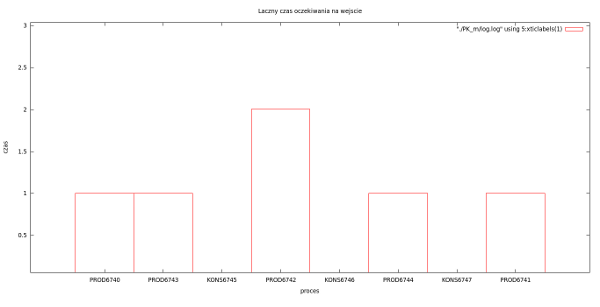 Laczny czas oczekiwania na wejscie
"./PK_m/log.log" using 5:xticlabels(1)
3
2.5
2
1.5
1
0.5
czas
PROD6740 PROD6743 KONS6745 PROD6742 KONS6746 PROD6744 KONS6747 PROD6741
proces